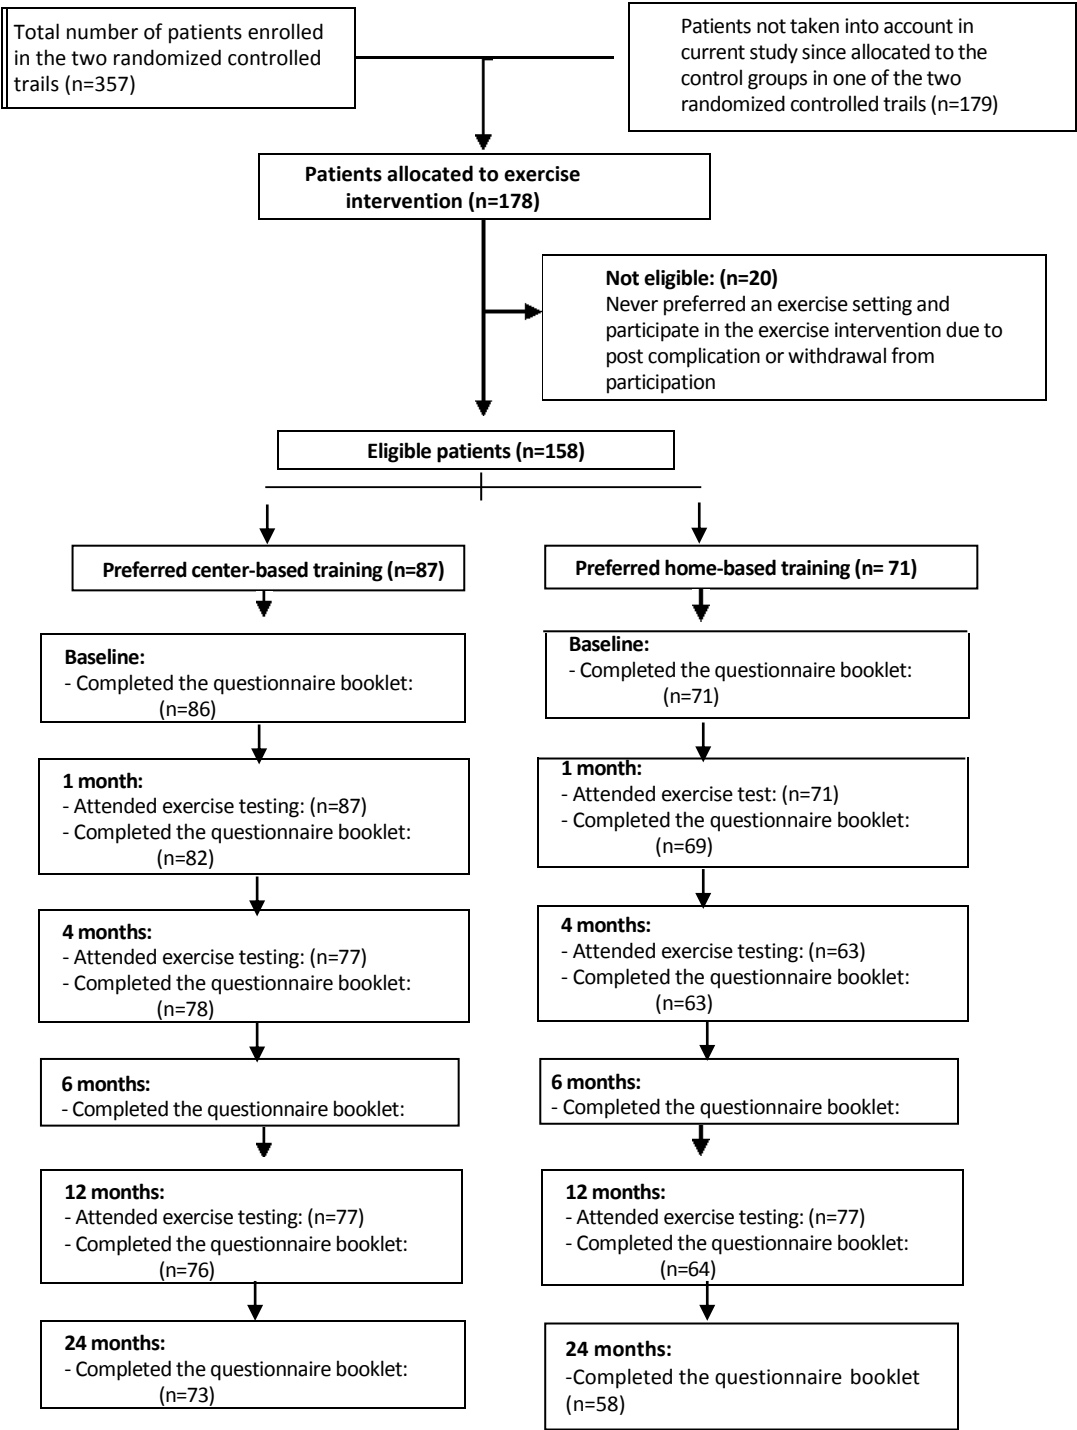 Total number of patients enrolled
in the two randomized controlled
trails (n=357)
Patients not taken into account in
current study since allocated to the
control groups in one of the two
randomized controlled trails (n=179)
Patients allocated to exercise
intervention (n=178)
Not eligible: (n=20)
Never preferred an exercise setting and
participate in the exercise intervention due to
post complication or withdrawal from
participation
Eligible patients (n=158)
Preferred center-based training (n=87)
Preferred home-based training (n= 71)
Baseline:
- Completed the questionnaire booklet:
(n=86)
Baseline:
- Completed the questionnaire booklet:
(n=71)
1 month:
- Attended exercise testing: (n=87)
- Completed the questionnaire booklet:
(n=82)
1 month:
- Attended exercise test: (n=71)
- Completed the questionnaire booklet:
(n=69)
4 months:
- Attended exercise testing: (n=77)
- Completed the questionnaire booklet:
(n=78)
4 months:
- Attended exercise testing: (n=63)
- Completed the questionnaire booklet:
(n=63)
6 months:
- Completed the questionnaire booklet:
6 months:
- Completed the questionnaire booklet:
12 months:
- Attended exercise testing: (n=77)
- Completed the questionnaire booklet:
(n=76)
12 months:
- Attended exercise testing: (n=77)
- Completed the questionnaire booklet:
(n=64)
24 months:
- Completed the questionnaire booklet:
(n=73)
24 months:
-Completed the questionnaire booklet
(n=58)